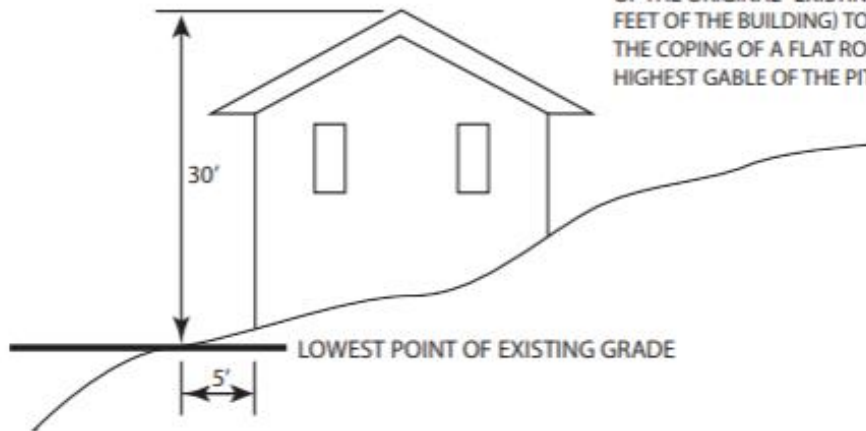 FEET OF THE BUILDING) TO
THE COPING OF A FLAT RO
HIGHEST GABLE OF THE PI
30'
LOWEST POINT OF EXISTING GRADE
5'